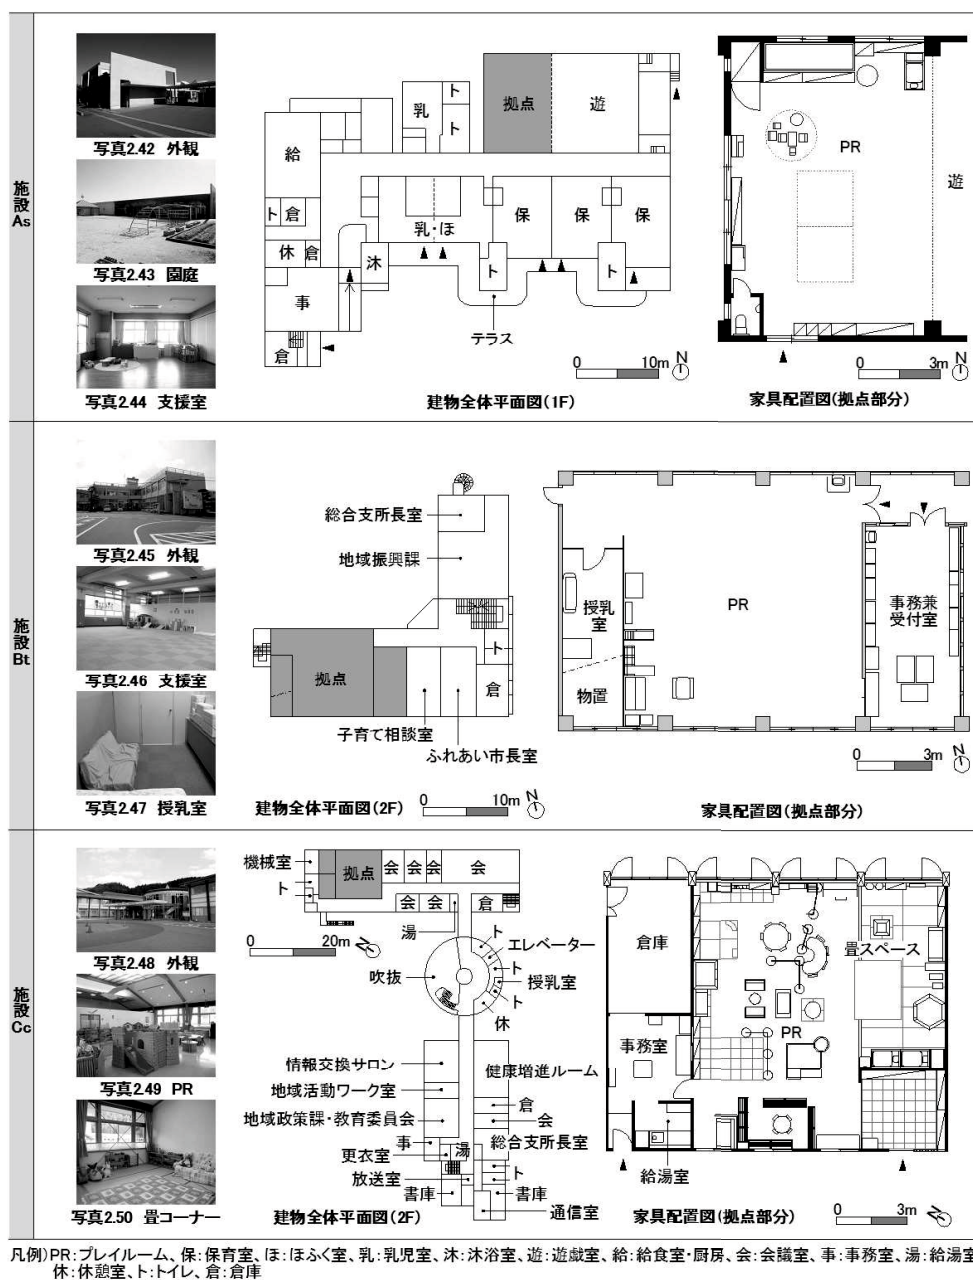 施設As
写真2.42 外観
写真2.43 園庭
写真2.44 支援室
拠点
遊
乳
ト
ト
給
ト
倉
休
倉
乳・ほ
保
保
保
沐
ト
ト
事
倉
テラス
0 10m N
建物全体平面図(1F)
PR
遊
0 3m N
家具配置図(拠点部分)
施設Bt
写真2.45 外観
写真2.46 支援室
写真2.47 授乳室
総合支所長室
地域振興課
拠点
ト
倉
子育て相談室
ふれあい市長室
建物全体平面図(2F)
0 10m N
授乳室
物置
PR
事務兼受付室
0 3m N
家具配置図(拠点部分)
施設Cc
写真2.48 外観
写真2.49 PR
写真2.50 畳コーナー
機械室
ト
拠点
会
会
会
会
会
会
倉
湯
0 20m N
吹抜
ト
エレベーター
ト
授乳室
ト
休
情報交換サロン
地域活動ワーク室
地域政策課・教育委員会
健康増進ルーム
倉
会
総合支所長室
事
更衣室
湯
放送室
書庫
ト
書庫
通信室
建物全体平面図(2F)
倉庫
事務室
畳スペース
PR
給湯室
0 3m N
家具配置図(拠点部分)
凡例)PR:プレイルーム、保:保育室、ほ:ほふく室、乳:乳児室、沐:沐浴室、遊:遊戯室、給:給食室・厨房、会:会議室、事:事務室、湯:給湯室
休:休憩室、ト:トイレ、倉:倉庫